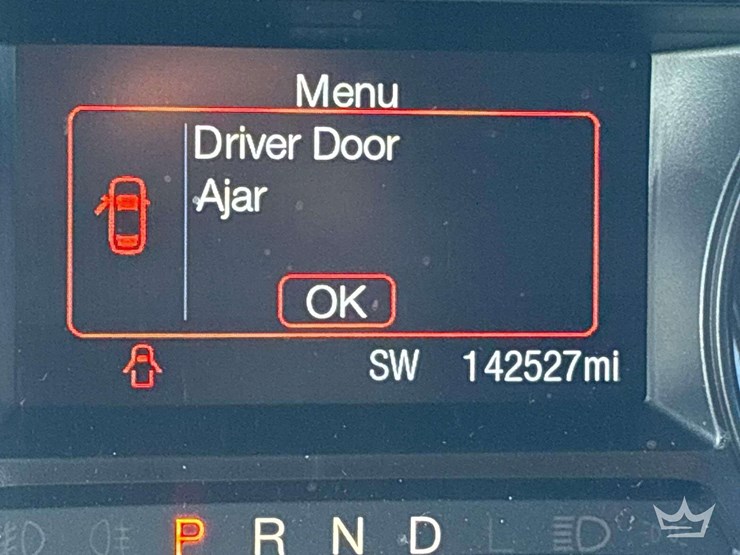 Menu
Driver Door
Ajar
OK
SW 142527mi
P R N D L